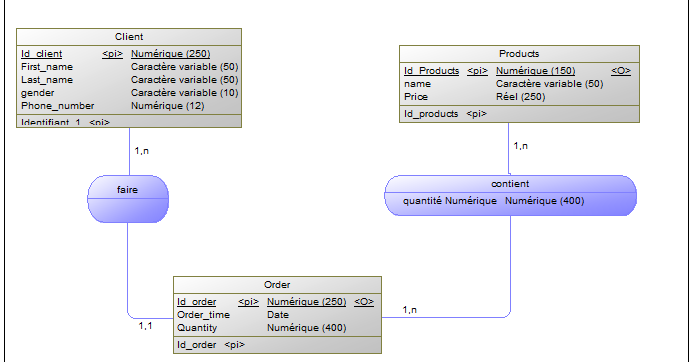 Client
Id_client <pi> Numérique (250)
First_name Caractère variable (50)
Last_name Caractère variable (50)
gender Caractère variable (10)
Phone_number Numérique (12)
Identifiant_1 <pi>
Products
Id_Products <pi> Numérique (150) <O>
name Caractère variable (50)
Price Réel (250)
Id_products <pi>
1,n
1,n
faire
contient
quantité Numérique Numérique (400)
Order
Id_order <pi> Numérique (250) <O>
Order_time Date
Quantity Numérique (400)
Id_order <pi>
1,1
1,n